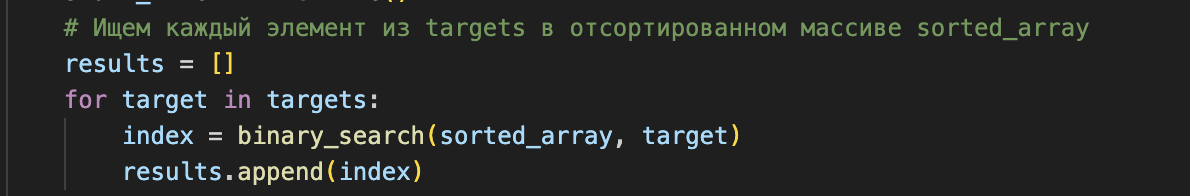 # Ищем каждый элемент из targets в отсортированном массиве sorted_array
results = []
for target in targets:
index = binary_search(sorted_array, target)
results.append(index)